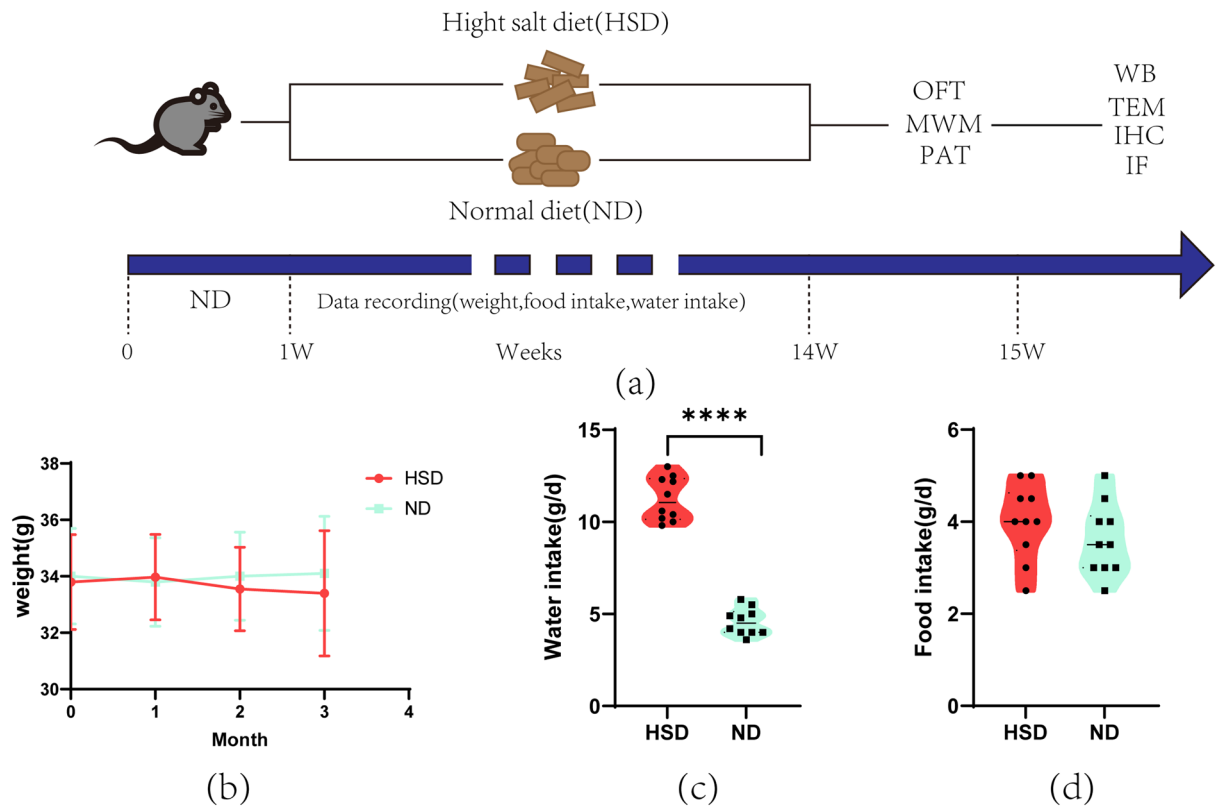 Hight salt diet(HSD)
OFT
MWM
PAT
WB
TEM
IHC
IF
Normal diet(ND)
ND
Data recording(weight,food intake,water intake)
0
1W
Weeks
14W
15W
(a)
38
36
34
32
30
weight(g)
HSD
ND
0
1
2
3
4
Month
(b)
****
15
10
5
0
Water intake(g/d)
HSD
ND
(c)
6
4
2
0
Food intake(g/d)
HSD
ND
(d)